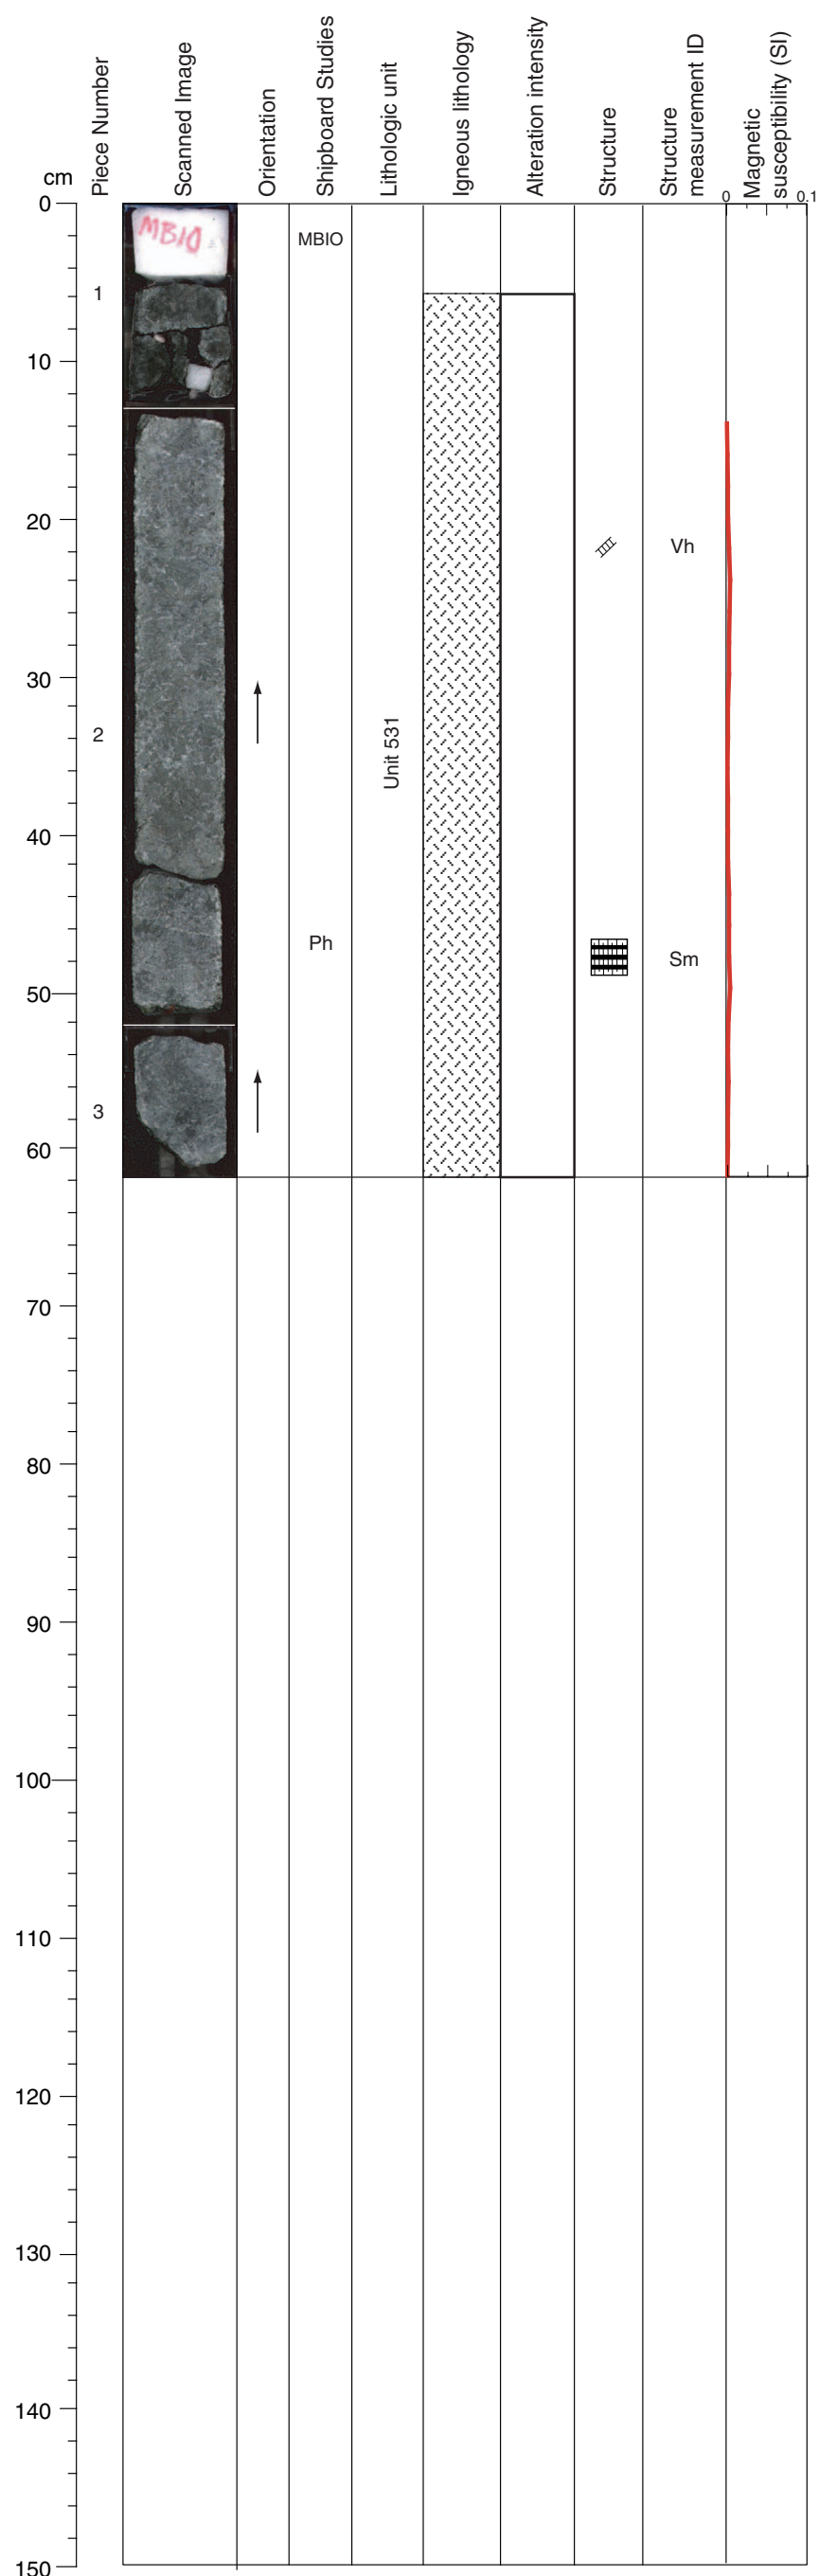 cm
Piece Number
Scanned Image
Orientation
Shipboard Studies
Lithologic unit
Igneous lithology
Alteration intensity
Structure
Structure
measurement ID
Magnetic
susceptibility (SI)
0
0
0.1
MBIO
MBIO
1
10
20
Vh
30
2
Unit 531
40
Ph
Sm
50
3
60
70
80
90
100
110
120
130
140
150